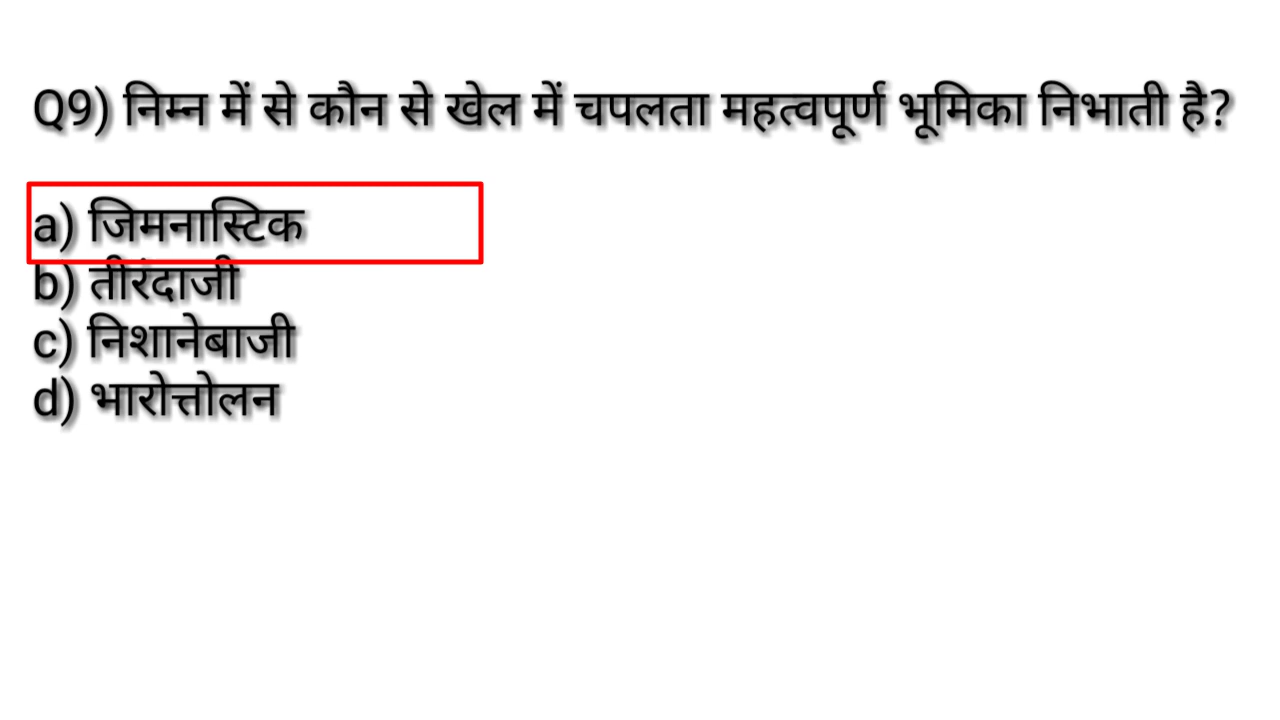 Q9) निम्न में से कौन से खेल में चपलता महत्वपूर्ण भूमिका निभाती है?
a) जिमनास्टिक
b) तीरंदाजी
c) निशानेबाजी
d) भारोत्तोलन